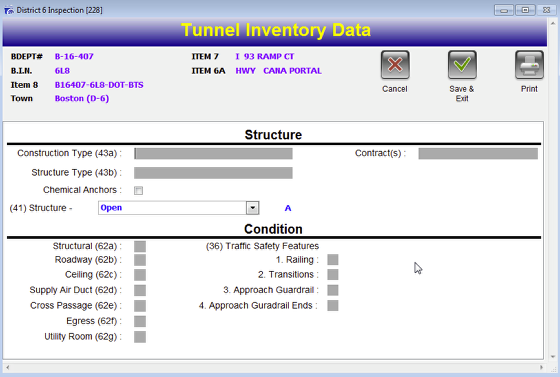 District 6 Inspection [228]
Tunnel Inventory Data
BDEPT# B-16-407 ITEM 7 I 93 RAMP CT
B.I.N. 6L8 ITEM 6A HWY CANA PORTAL
Item 8 B16407-6L8-DOT-BTS
Town Boston (D-6)
Cancel Save & Exit Print
Structure
Construction Type (43a) : Contract(s) :
Structure Type (43b) :
Chemical Anchors :
(41) Structure - Open A
Condition
Structural (62a) : (36) Traffic Safety Features
Roadway (62b) : 1. Railing :
Ceiling (62c) : 2. Transitions :
Supply Air Duct (62d) : 3. Approach Guardrail :
Cross Passage (62e) : 4. Approach Guradrail Ends :
Egress (62f) :
Utility Room (62g) :